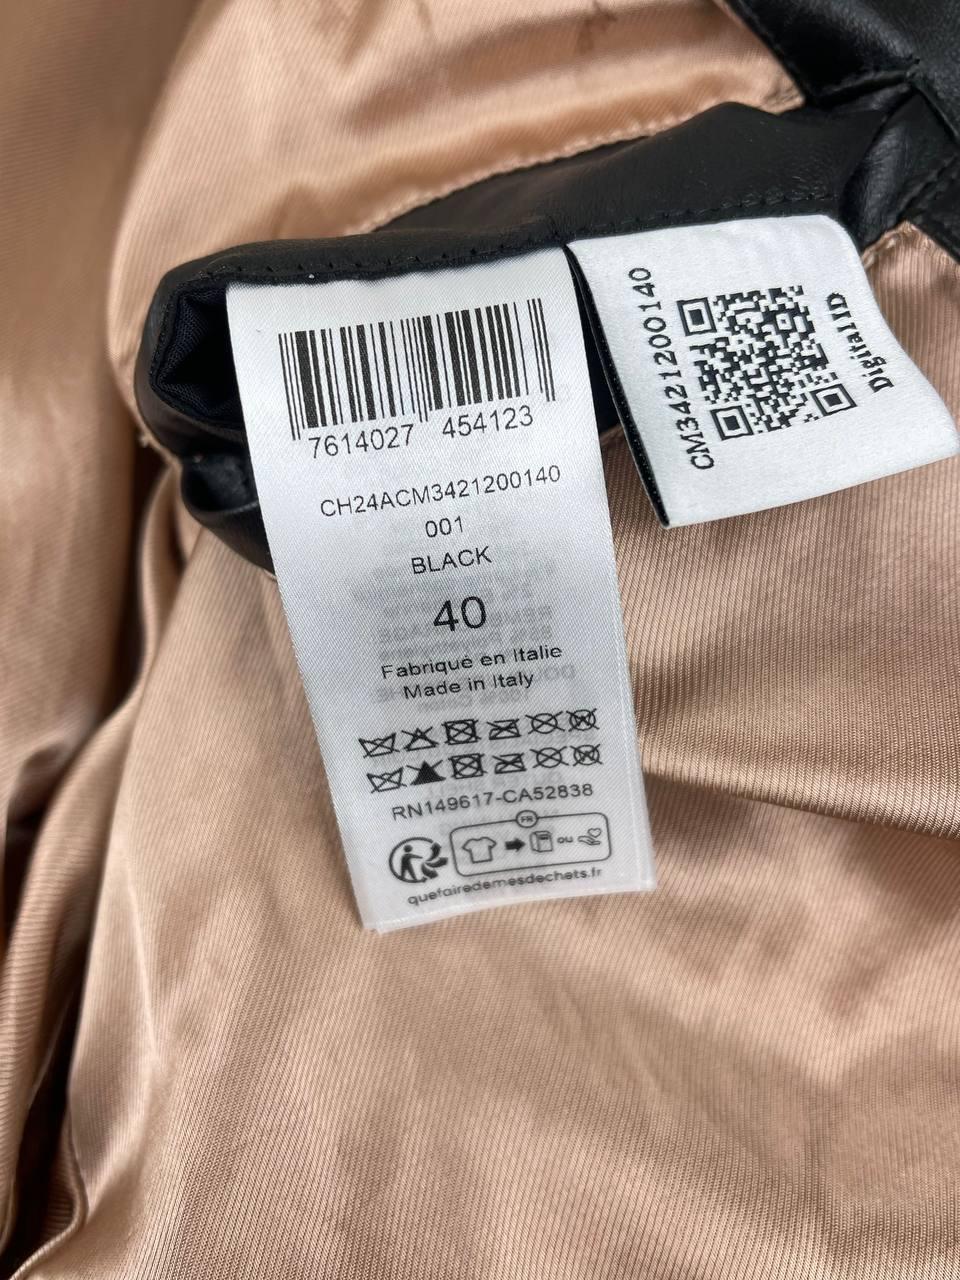 7614027 454123
CH24ACM3421200140
001
BLACK
40
Fabriqué en Italie
Made in Italy
RN149617-CA52838
FR
ou
quefairedemesdechets.fr
CM3421200140
Digital ID